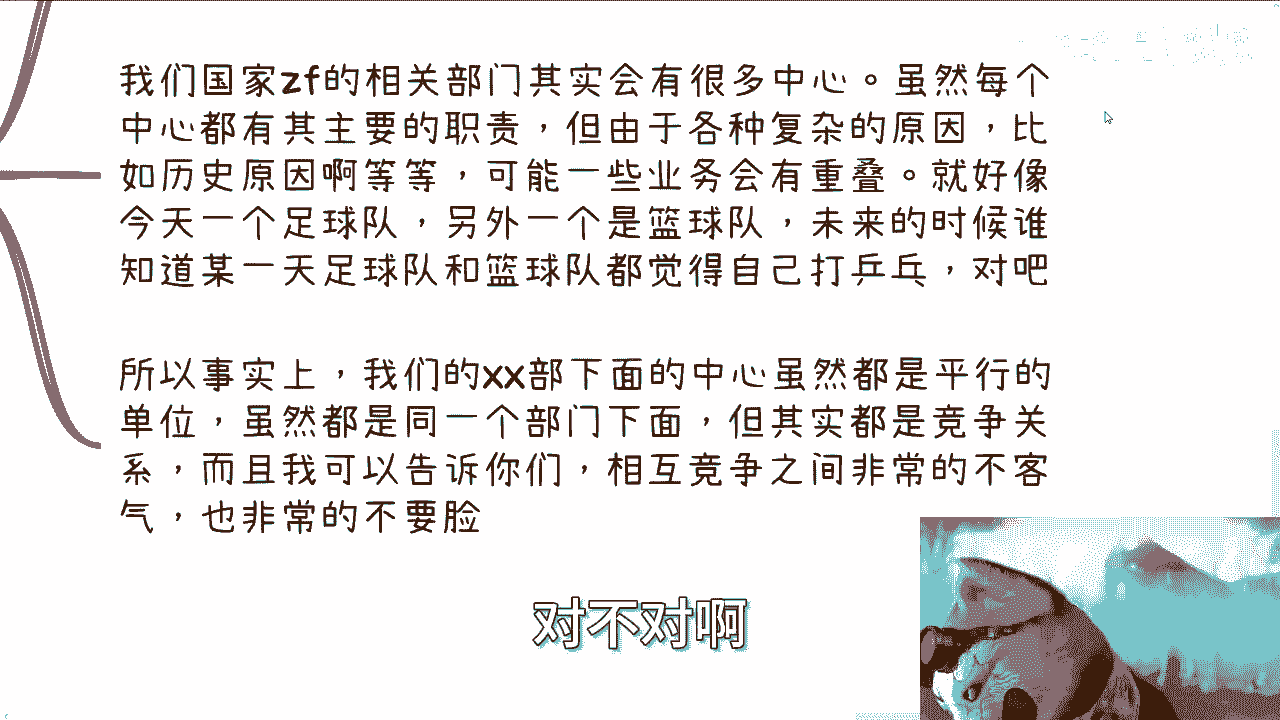 我们国家zf的相关部门其实会有很多中心。虽然每个
中心都有其主要的职责，但由于各种复杂的原因，比
如历史原因啊等等，可能一些业务会有重叠。就好像
今天一个足球队，另外一个是篮球队，未来的时候谁
知道某一天足球队和篮球队都觉得自己打乒乓，对吧
所以事实上，我们的xx部下面的中心虽然都是平行的
单位，虽然都是同一个部门下面，但其实都是竞争关
系，而且我可以告诉你们，相互竞争之间非常的不客
气，也非常的不要脸
对不对啊